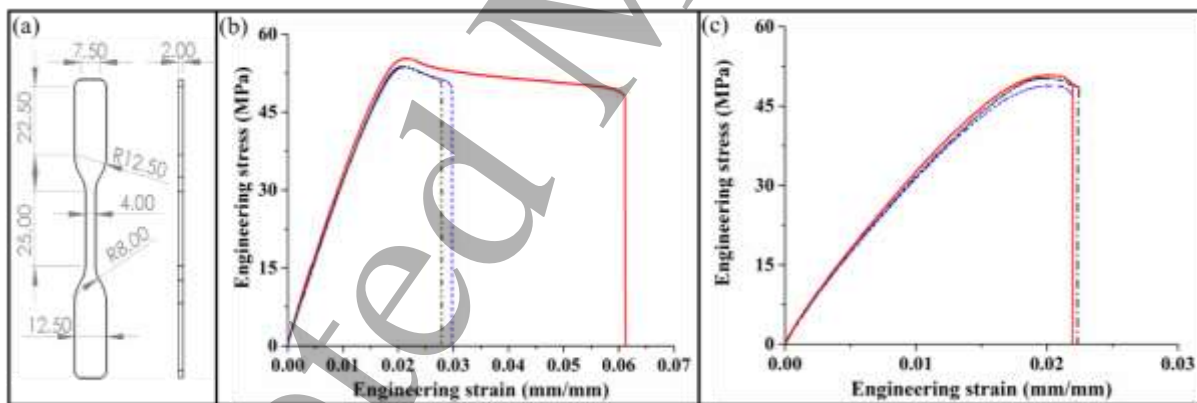 (a)
7.50
2.00
22.50
R12.50
4.00
25.00
R8.00
12.50
(b)
60
45
30
15
0
Engineering stress (MPa)
0.00 0.01 0.02 0.03 0.04 0.05 0.06 0.07
Engineering strain (mm/mm)
(c)
60
45
30
15
0
Engineering stress (MPa)
0.00 0.01 0.02 0.03
Engineering strain (mm/mm)
pted M